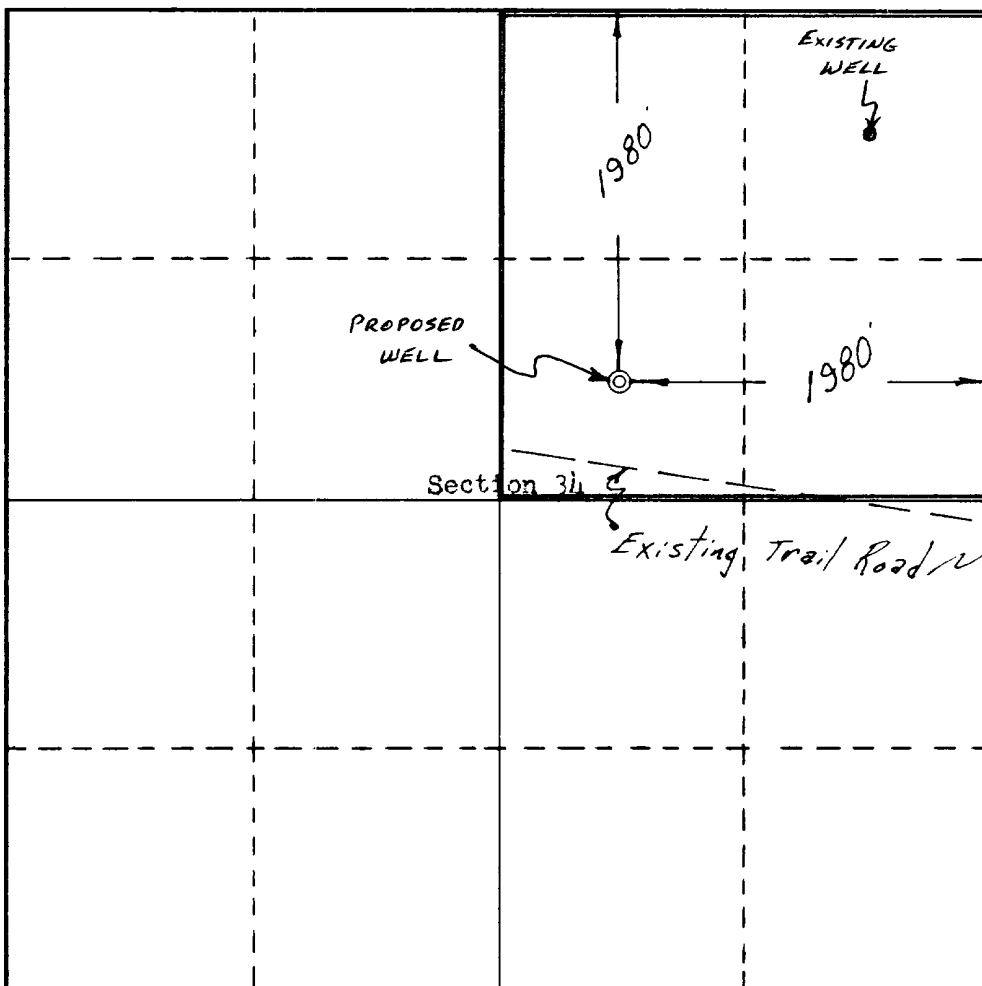 EXISTING
WELL
1980'
PROPOSED
WELL
1980'
Section 34
Existing Trail Road